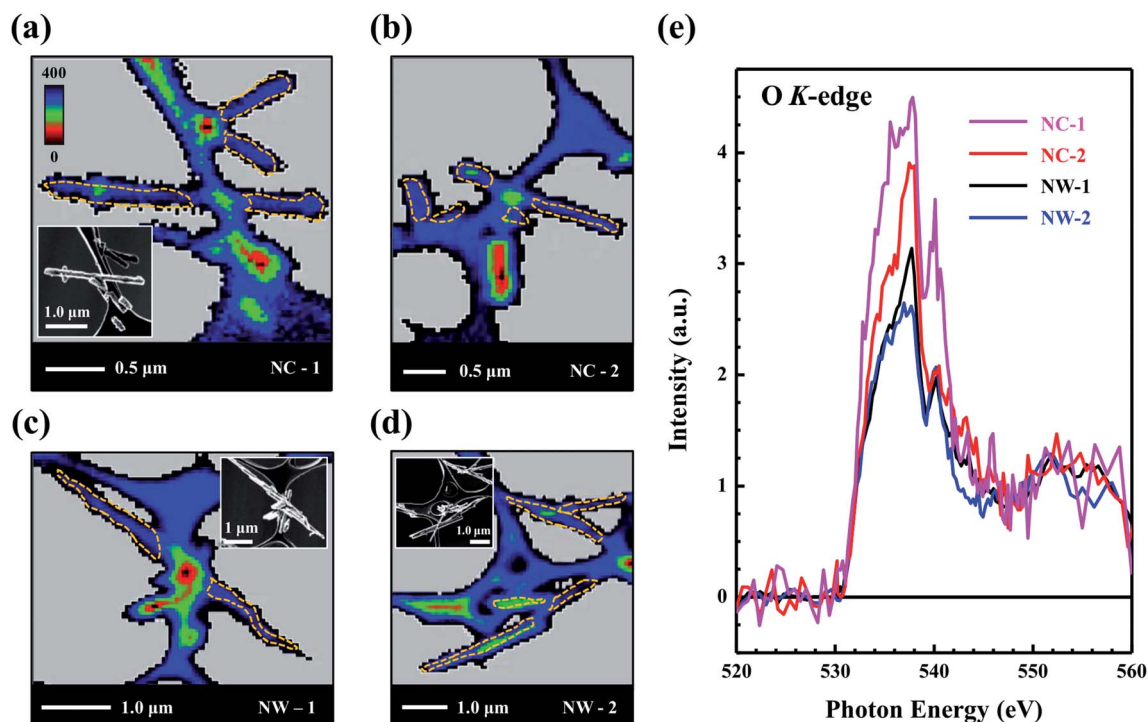 (a)
400
0
1.0 μm
0.5 μm
NC - 1
(b)
0.5 μm
NC - 2
(c)
1 μm
1.0 μm
NW – 1
(d)
1.0 μm
1.0 μm
NW - 2
(e)
O K-edge
NC-1
NC-2
NW-1
NW-2
Intensity (a.u.)
4
3
2
1
0
520 530 540 550 560
Photon Energy (eV)